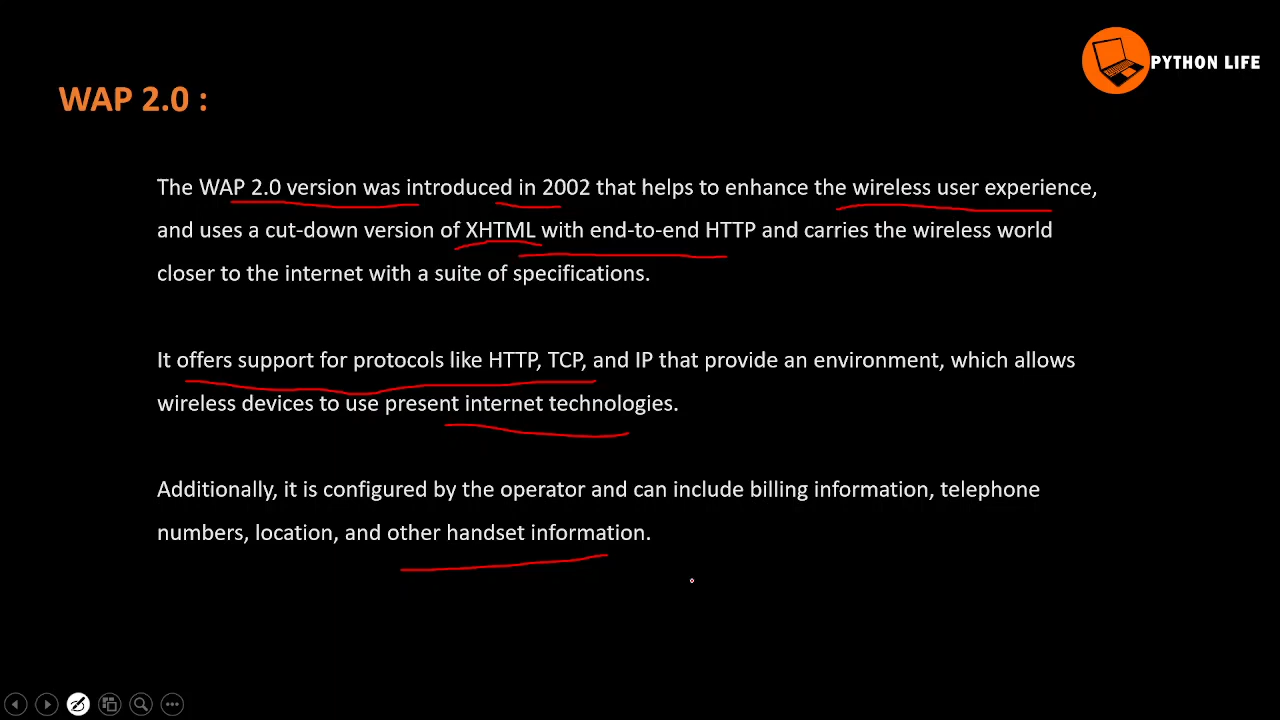 PYTHON LIFE
WAP 2.0 :
The WAP 2.0 version was introduced in 2002 that helps to enhance the wireless user experience,
and uses a cut-down version of XHTML with end-to-end HTTP and carries the wireless world
closer to the internet with a suite of specifications.
It offers support for protocols like HTTP, TCP, and IP that provide an environment, which allows
wireless devices to use present internet technologies.
Additionally, it is configured by the operator and can include billing information, telephone
numbers, location, and other handset information.